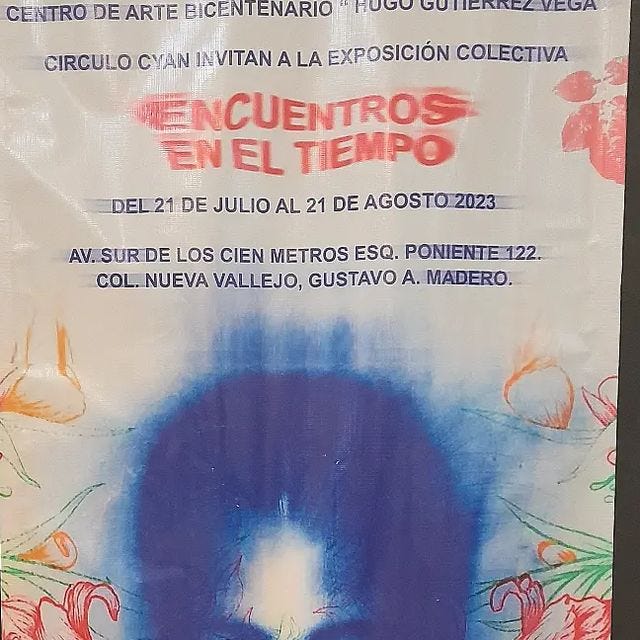 CENTRO DE ARTE BICENTENARIO " HUGO GUTIERREZ VEGA
CIRCULO CYAN INVITAN A LA EXPOSICIÓN COLECTIVA
ENCUENTROS
EN EL TIEMPO
DEL 21 DE JULIO AL 21 DE AGOSTO 2023
AV. SUR DE LOS CIEN METROS ESQ. PONIENTE 122.
COL. NUEVA VALLEJO, GUSTAVO A. MADERO.